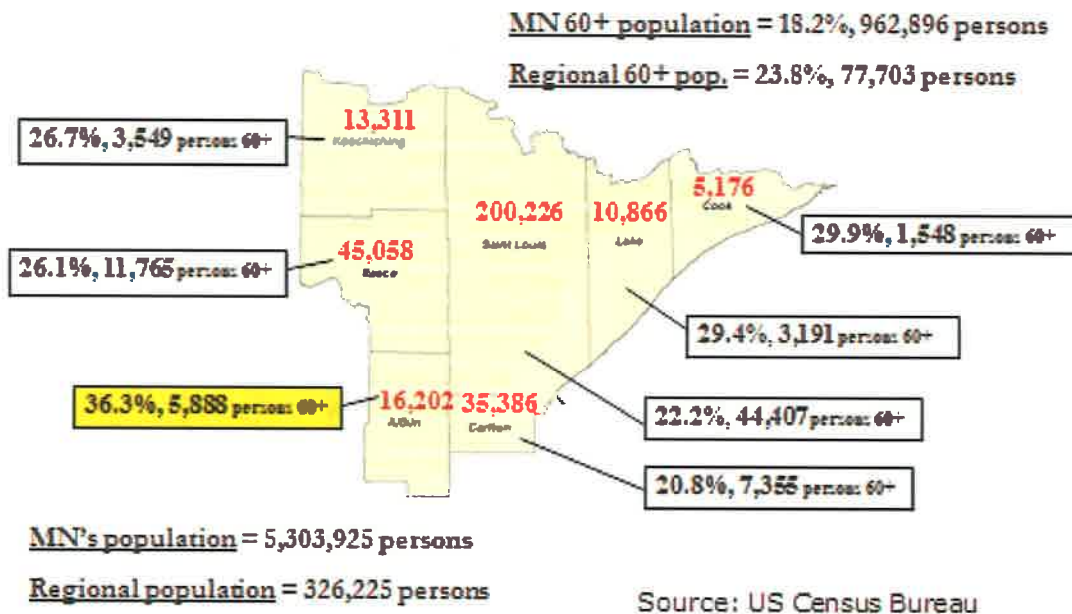 MN 60+ population = 18.2%, 962,896 persons
Regional 60+ pop. = 23.8%, 77,703 persons
13,311
Koochiching
26.7%, 3,549 persons 60+
5,176
Cook
200,226
Saint Louis
10,866
Lake
29.9%, 1,548 persons 60+
45,058
Itasca
26.1%, 11,765 persons 60+
29.4%, 3,191 persons 60+
36.3%, 5,888 persons 60+
16,202
Aitkin
35,386
Carlton
22.2%, 44,407 persons 60+
20.8%, 7,355 persons 60+
MN's population = 5,303,925 persons
Regional population = 326,225 persons
Source: US Census Bureau